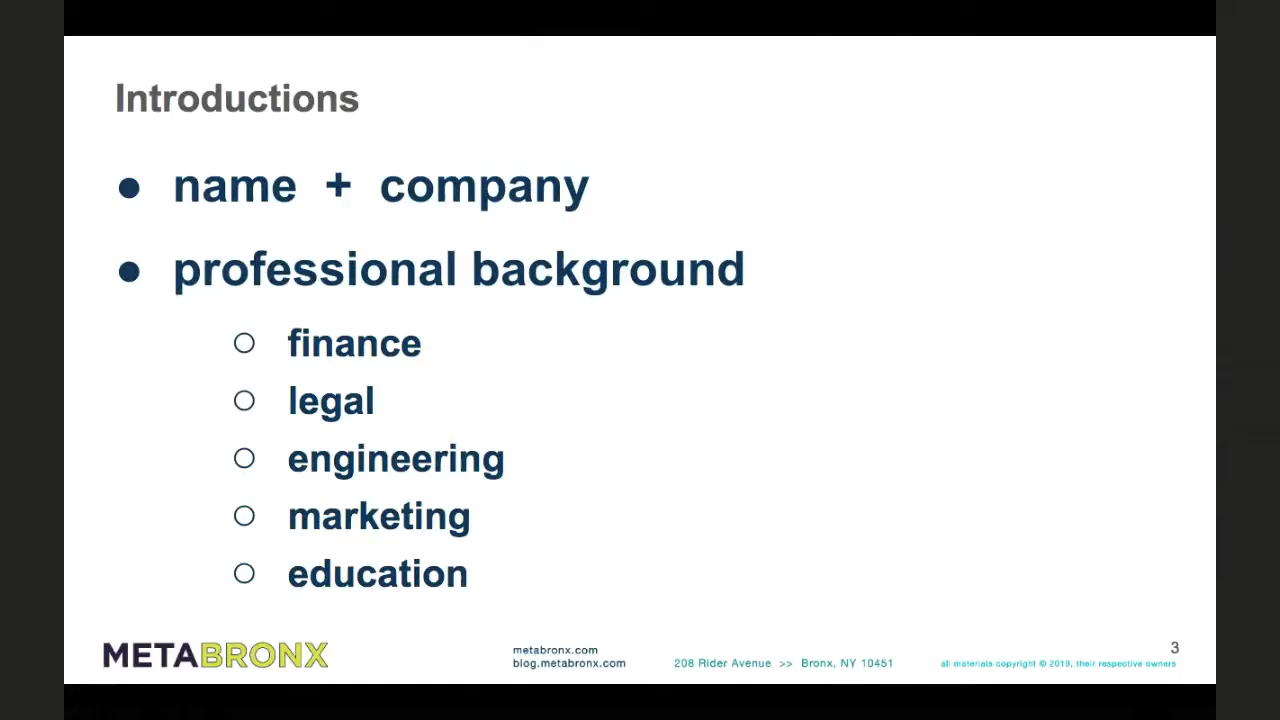 Introductions
● name + company
● professional background
○ finance
○ legal
○ engineering
○ marketing
○ education
METABRONX
metabronx.com
blog.metabronx.com
208 Rider Avenue >> Bronx, NY 10451
all materials copyright © 2019, their respective owners
3